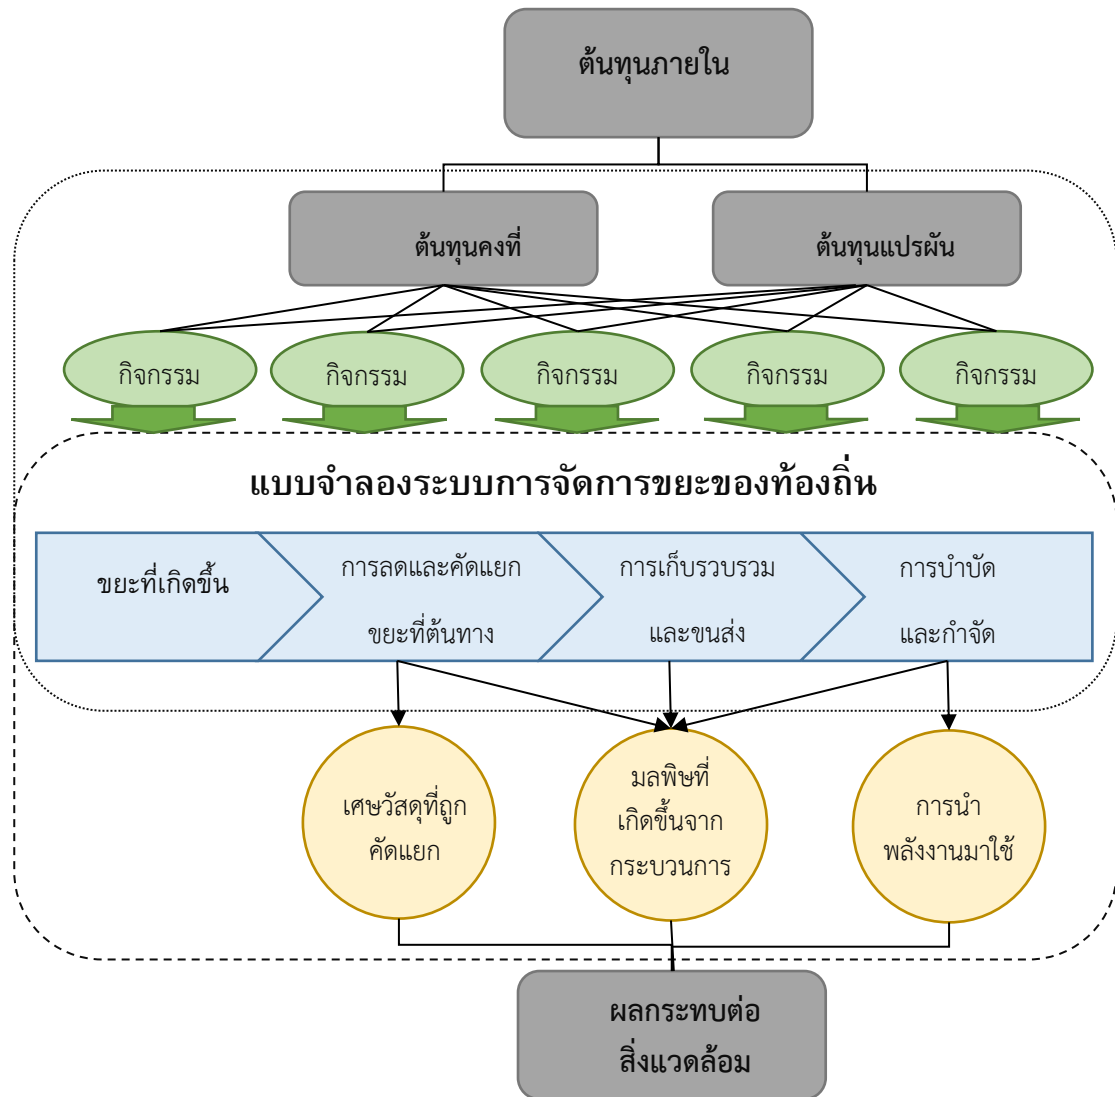 ต้นทุนภายใน
ต้นทุนคงที่
ต้นทุนแปรผัน
กิจกรรม
กิจกรรม
กิจกรรม
กิจกรรม
กิจกรรม
แบบจำลองระบบการจัดการขยะของท้องถิ่น
ขยะที่เกิดขึ้น
การลดและคัดแยก
ขยะที่ต้นทาง
การเก็บรวบรวม
และขนส่ง
การบำบัด
และกำจัด
เศษวัสดุที่ถูก
คัดแยก
มลพิษที่
เกิดขึ้นจาก
กระบวนการ
การนำ
พลังงานมาใช้
ผลกระทบต่อ
สิ่งแวดล้อม